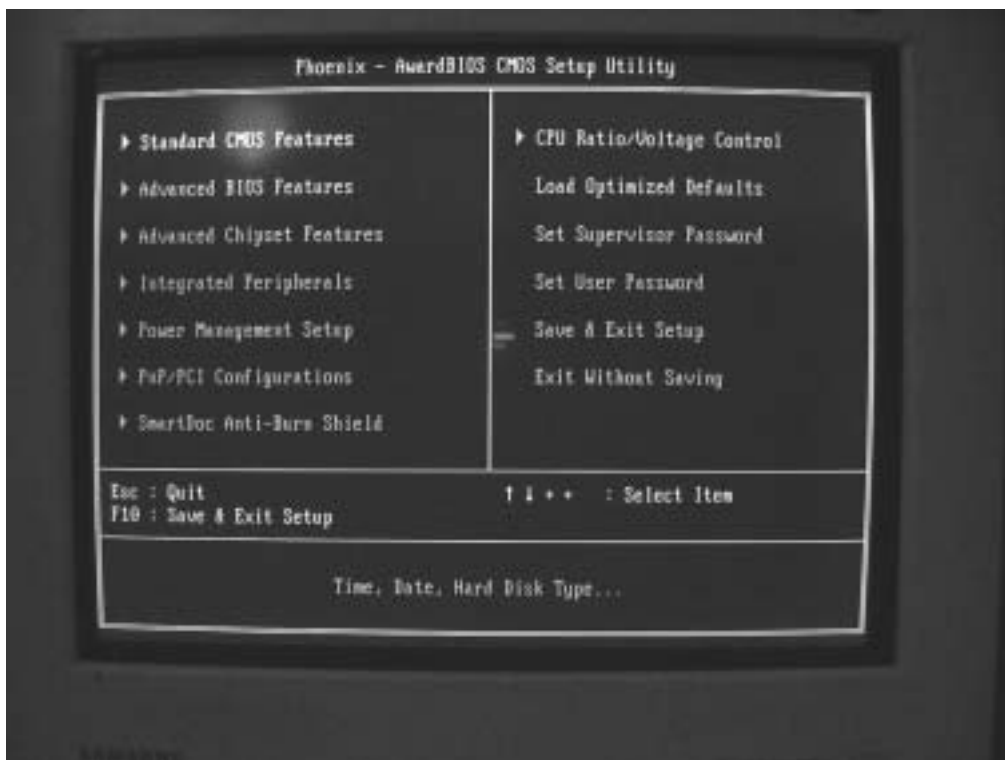 Phoenix - AwardBIOS CMOS Setup Utility
Standard CMOS Features
Advanced BIOS Features
Advanced Chipset Features
Integrated Peripherals
Power Management Setup
PnP/PCI Configurations
SmartDoc Anti-Burn Shield
CPU Ratio/Voltage Control
Load Optimized Defaults
Set Supervisor Password
Set User Password
Save & Exit Setup
Exit Without Saving
Esc : Quit
F10 : Save & Exit Setup
↑ ↓ → ← : Select Item
Time, Date, Hard Disk Type...